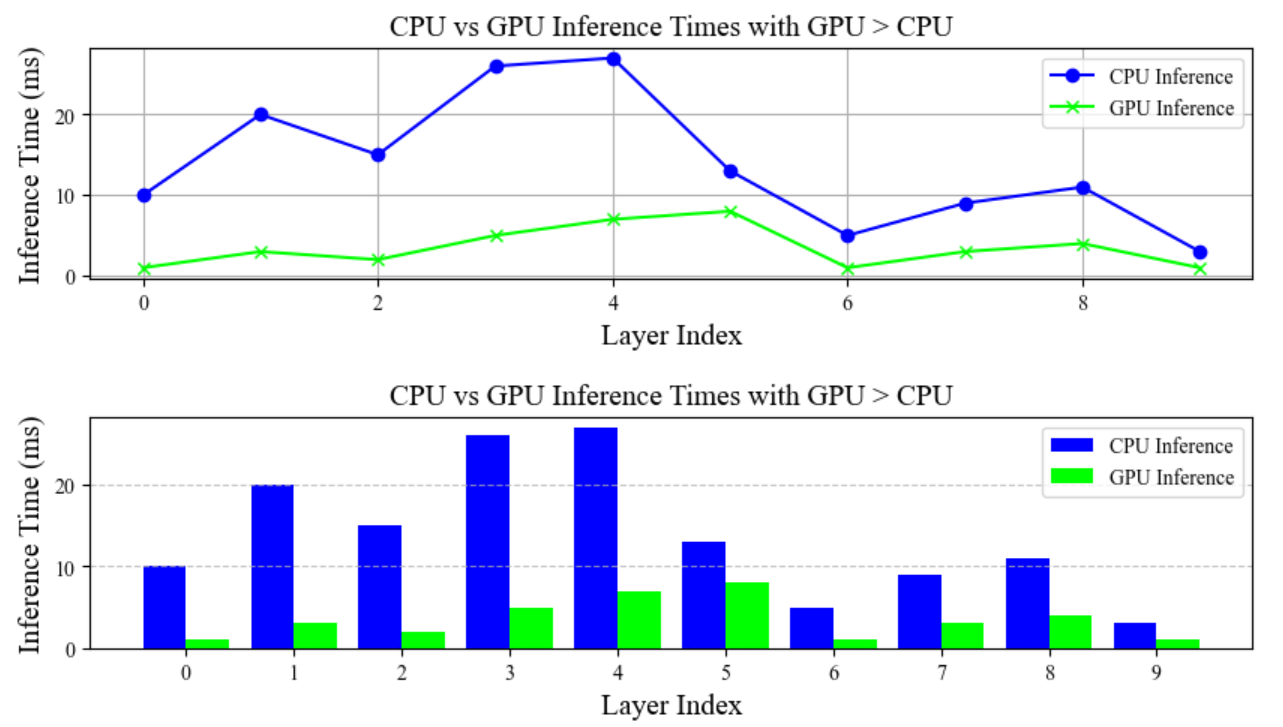 CPU vs GPU Inference Times with GPU > CPU
Inference Time (ms)
20
10
0
CPU Inference
GPU Inference
0 2 4 6 8
Layer Index
CPU vs GPU Inference Times with GPU > CPU
Inference Time (ms)
20
10
0
CPU Inference
GPU Inference
0 1 2 3 4 5 6 7 8 9
Layer Index